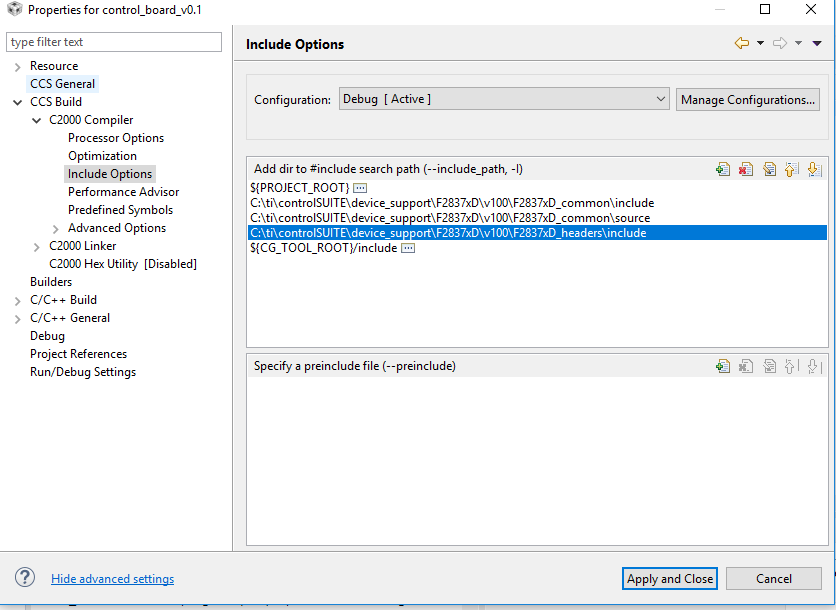 Properties for control_board_v0.1
type filter text
Resource
CCS General
CCS Build
C2000 Compiler
Processor Options
Optimization
Include Options
Performance Advisor
Predefined Symbols
Advanced Options
C2000 Linker
C2000 Hex Utility [Disabled]
Builders
C/C++ Build
C/C++ General
Debug
Project References
Run/Debug Settings
Include Options
Configuration: Debug [ Active ] Manage Configurations...
Add dir to #include search path (--include_path, -I)
${PROJECT_ROOT}
C:\ti\controlSUITE\device_support\F2837xD\v100\F2837xD_common\include
C:\ti\controlSUITE\device_support\F2837xD\v100\F2837xD_common\source
C:\ti\controlSUITE\device_support\F2837xD\v100\F2837xD_headers\include
${CG_TOOL_ROOT}/include
Specify a preinclude file (--preinclude)
Hide advanced settings
Apply and Close
Cancel